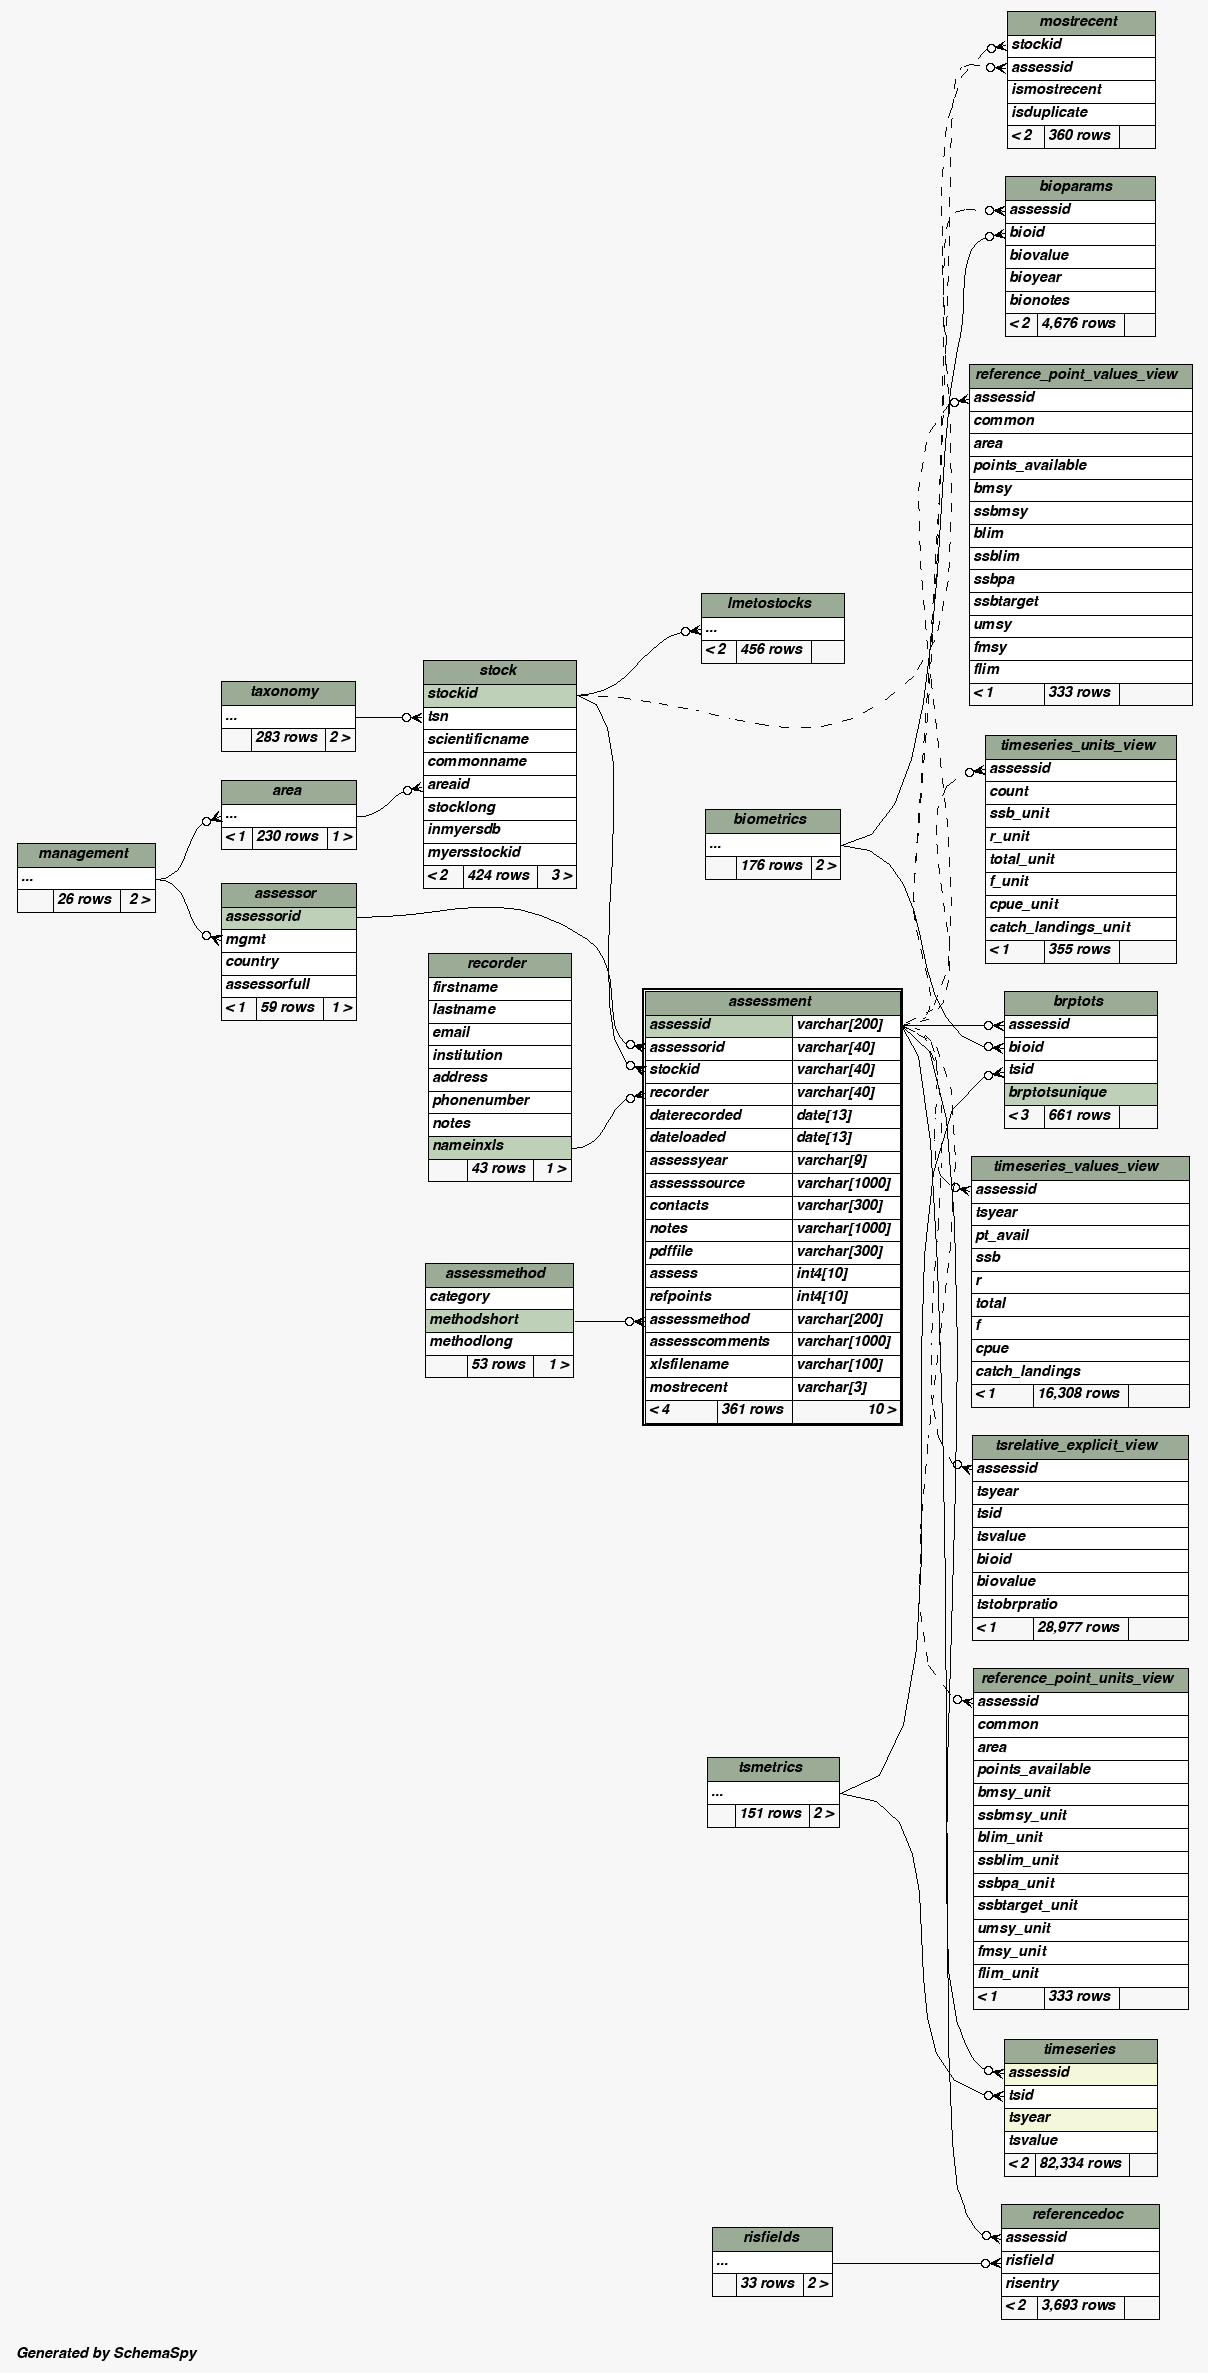 mostrecent
stockid
assessid
ismostrecent
isduplicate
< 2 360 rows
bioparams
assessid
bioid
biovalue
bioyear
bionotes
< 2 4,676 rows
reference_point_values_view
assessid
common
area
points_available
bmsy
ssbmsy
blim
ssblim
ssbpa
ssbtarget
umsy
fmsy
flim
< 1 333 rows
lmetostocks
...
< 2 456 rows
stock
stockid
tsn
scientificname
commonname
areaid
stocklong
inmyersdb
myersstockid
< 2 424 rows 3 >
taxonomy
...
283 rows 2 >
area
...
< 1 230 rows 1 >
management
...
26 rows 2 >
assessor
assessorid
mgmt
country
assessorfull
< 1 59 rows 1 >
timeseries_units_view
assessid
count
ssb_unit
r_unit
total_unit
f_unit
cpue_unit
catch_landings_unit
< 1 355 rows
biometrics
...
176 rows 2 >
recorder
firstname
lastname
email
institution
address
phonenumber
notes
nameinxls
43 rows 1 >
assessment
assessid varchar[200]
assessorid varchar[40]
stockid varchar[40]
recorder varchar[40]
daterecorded date[13]
dateloaded date[13]
assessyear varchar[9]
assesssource varchar[1000]
contacts varchar[300]
notes varchar[1000]
pdffile varchar[300]
assess int4[10]
refpoints int4[10]
assessmethod varchar[200]
assesscomments varchar[1000]
xlsfilename varchar[100]
mostrecent varchar[3]
< 4 361 rows 10 >
brptots
assessid
bioid
tsid
brptotsunique
< 3 661 rows
timeseries_values_view
assessid
tsyear
pt_avail
ssb
r
total
f
cpue
catch_landings
< 1 16,308 rows
assessmethod
category
methodshort
methodlong
53 rows 1 >
tsrelative_explicit_view
assessid
tsyear
tsid
tsvalue
bioid
biovalue
tstobrpratio
< 1 28,977 rows
reference_point_units_view
assessid
common
area
points_available
bmsy_unit
ssbmsy_unit
blim_unit
ssblim_unit
ssbpa_unit
ssbtarget_unit
umsy_unit
fmsy_unit
flim_unit
< 1 333 rows
tsmetrics
...
151 rows 2 >
timeseries
assessid
tsid
tsyear
tsvalue
< 2 82,334 rows
referencedoc
assessid
risfield
risentry
< 2 3,693 rows
risfields
...
33 rows 2 >
Generated by SchemaSpy